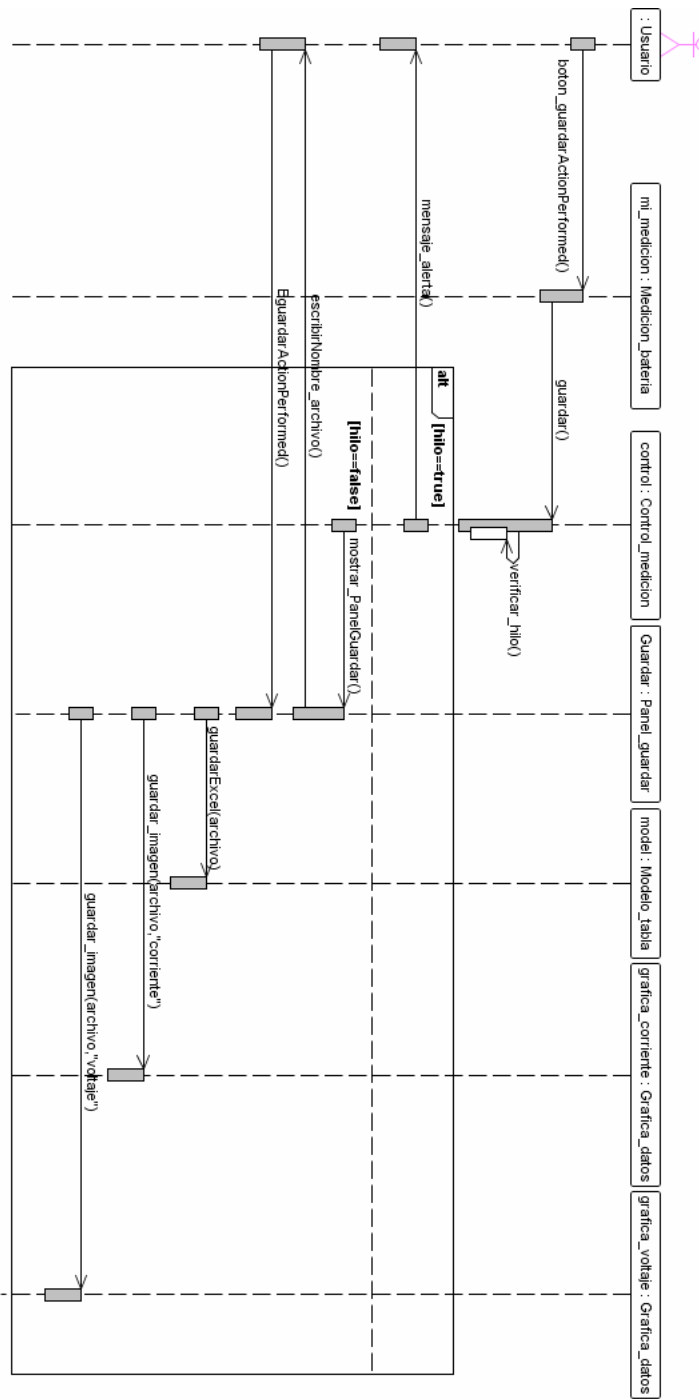 : Usuario
mi_medicion : Medicion_bateria
control : Control_medicion
Guardar : Panel_guardar
model : Modelo_tabla
grafica_corriente : Grafica_datos
grafica_voltaje : Grafica_datos
boton_guardarActionPerformed()
guardar()
verificar_hilo()
alt
[hilo==true]
mensaje_alerta()
[hilo==false]
mostrar_PanelGuardar()
escribirNombre_archivo()
BguardarActionPerformed()
guardarExcel(archivo)
guardar_imagen(archivo,"corriente")
guardar_imagen(archivo,"voltaje")